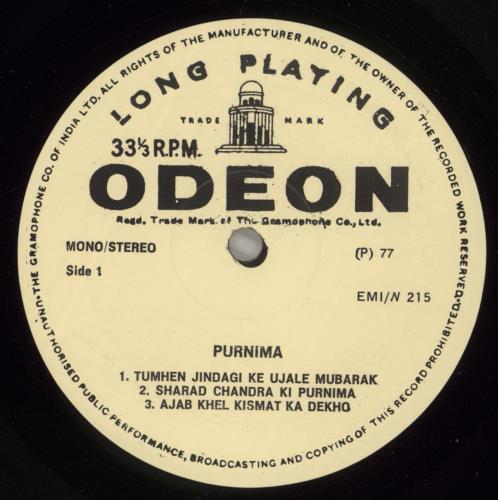 THE GRAMOPHONE CO. OF INDIA LTD. ALL RIGHTS OF THE MANUFACTURER AND OF THE OWNER OF THE RECORDED WORK RESERVED.
UNAUTHORISED PUBLIC PERFORMANCE, BROADCASTING AND COPYING OF THIS RECORD PROHIBITED.
LONG PLAYING
TRADE MARK
33⅓ R.P.M.
ODEON
Regd. Trade Mark of The Gramophone Co., Ltd.
MONO/STEREO
(P) 77
Side 1
EMI/N 215
PURNIMA
1. TUMHEN JINDAGI KE UJALE MUBARAK
2. SHARAD CHANDRA KI PURNIMA
3. AJAB KHEL KISMAT KA DEKHO